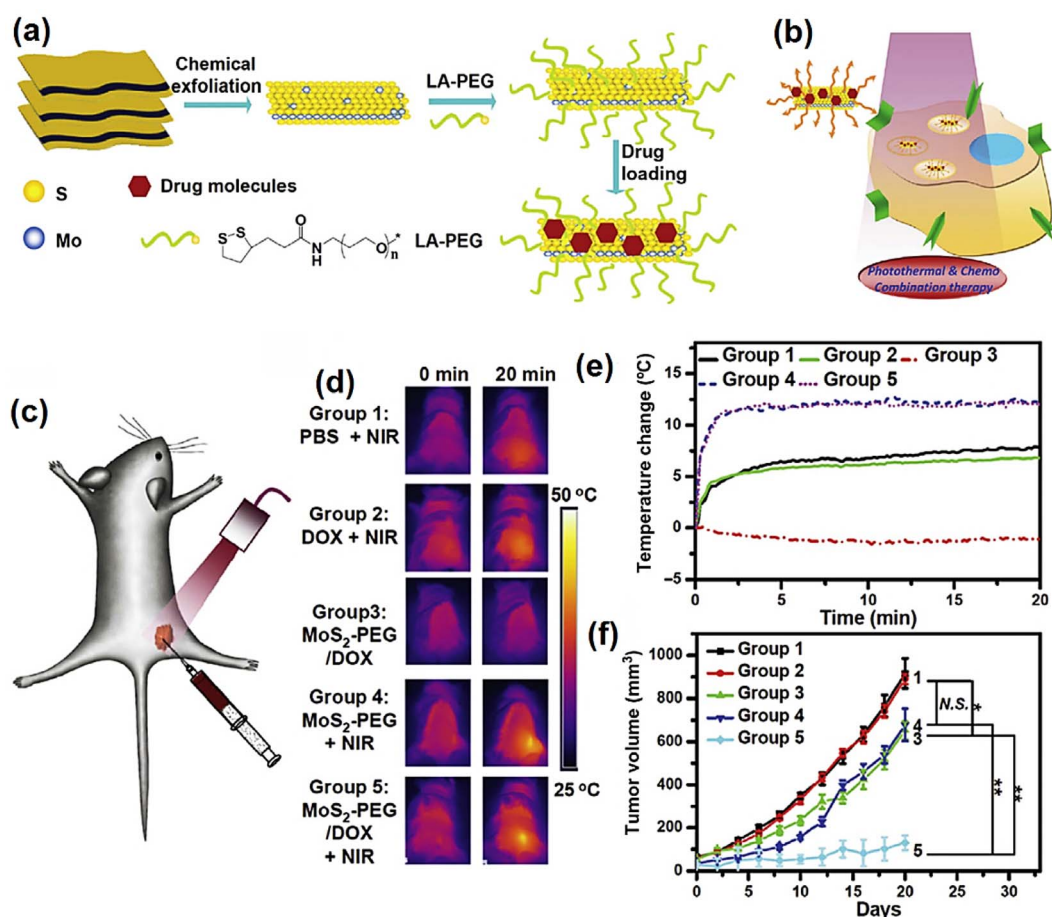 (a)
Chemical
exfoliation
LA-PEG
Drug
loading
S
Drug molecules
Mo
S-S
O
N
H
O
n
*
LA-PEG
(b)
Photothermal & Chemo
Combination therapy
(c)
(d)
0 min 20 min
Group 1:
PBS + NIR
Group 2:
DOX + NIR
Group3:
MoS2-PEG
/DOX
Group 4:
MoS2-PEG
+ NIR
Group 5:
MoS2-PEG
/DOX
+ NIR
50 ºC
25 ºC
(e)
Group 1 Group 2 Group 3
Group 4 Group 5
Temperature change (ºC)
15
10
5
0
−5
0 5 10 15 20
Time (min)
(f)
Group 1
Group 2
Group 3
Group 4
Group 5
Tumor volume (mm3)
1000
800
600
400
200
0
0 5 10 15 20 25 30
Days
1
4
3
5
N.S.
*
**
**